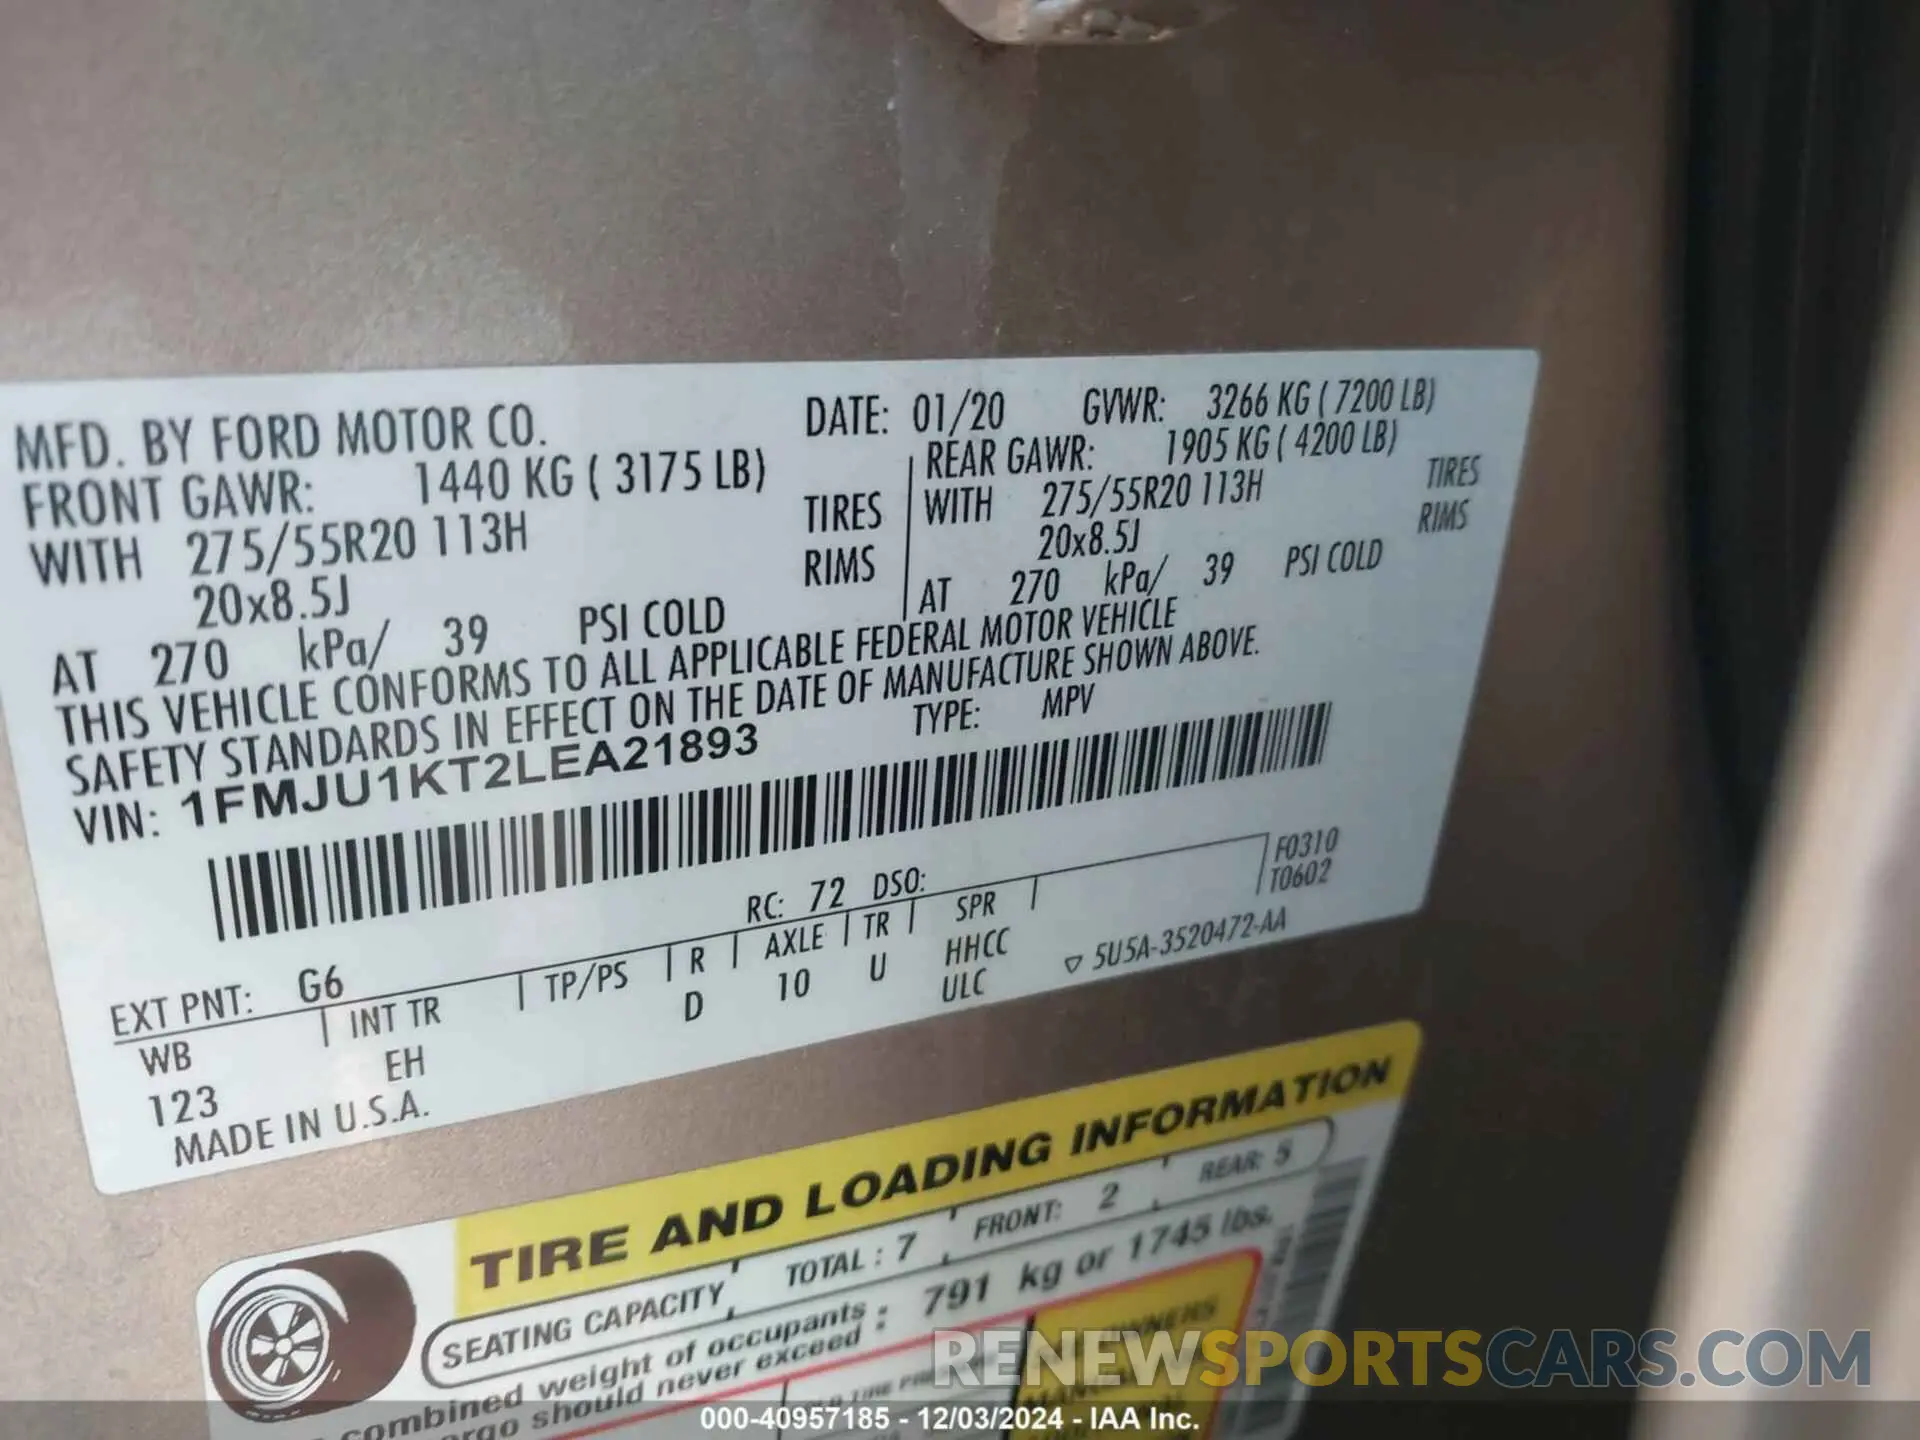 MFD. BY FORD MOTOR CO. DATE: 01/20 GVWR: 3266 KG ( 7200 LB)
FRONT GAWR: 1440 KG ( 3175 LB) REAR GAWR: 1905 KG ( 4200 LB)
WITH 275/55R20 113H TIRES WITH 275/55R20 113H TIRES
20x8.5J RIMS 20x8.5J RIMS
AT 270 kPa/ 39 PSI COLD AT 270 kPa/ 39 PSI COLD
THIS VEHICLE CONFORMS TO ALL APPLICABLE FEDERAL MOTOR VEHICLE
SAFETY STANDARDS IN EFFECT ON THE DATE OF MANUFACTURE SHOWN ABOVE.
VIN: 1FMJU1KT2LEA21893 TYPE: MPV
F0310
T0602
EXT PNT: G6 RC: 72 DSO:
WB INT TR TP/PS R AXLE TR SPR
123 EH D 10 U HHCC
ULC
▽ 5U5A-3520472-AA
MADE IN U.S.A.
TIRE AND LOADING INFORMATION
SEATING CAPACITY TOTAL : 7 FRONT: 2 REAR: 5
combined weight of occupants : 791 kg or 1745 lbs.
should never exceed :
RENEWSPORTSCARS.COM
000-40957185 - 12/03/2024 - IAA Inc.